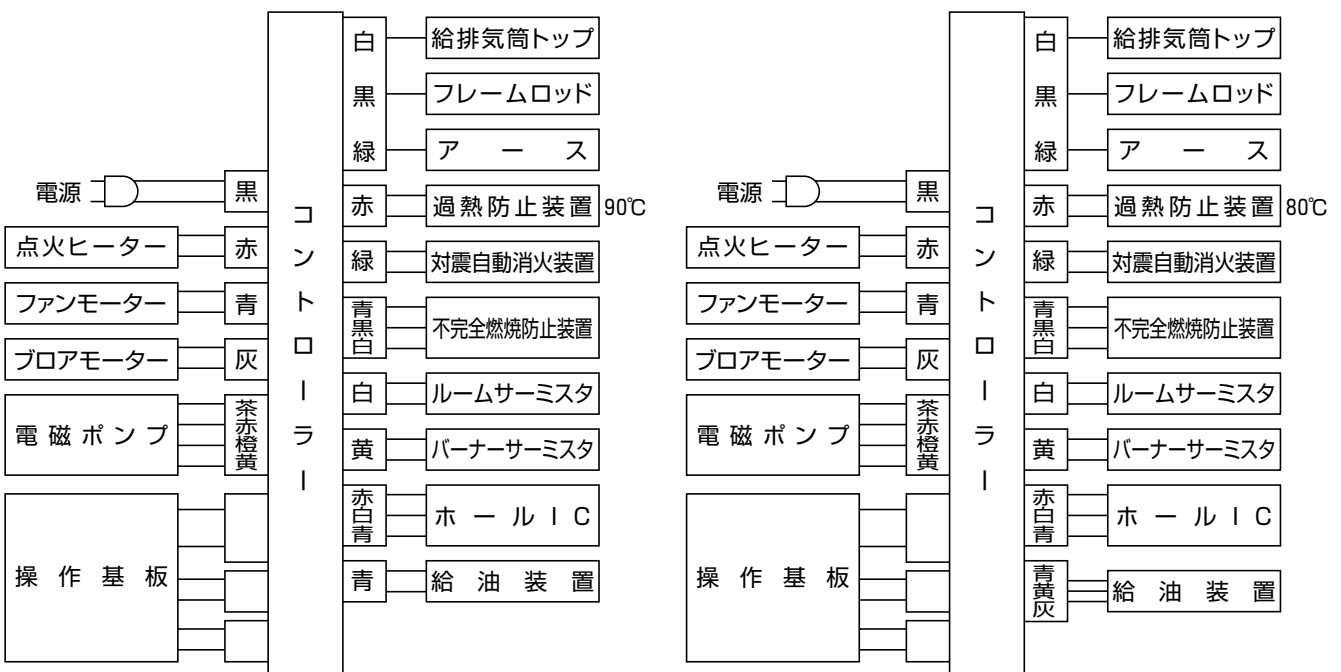 電源
黒
点火ヒーター
赤
ファンモーター
青
ブロアモーター
灰
電磁ポンプ
茶赤橙黄
操作基板
コントローラー
白
給排気筒トップ
黒
フレームロッド
緑
アース
赤
過熱防止装置
90℃
緑
対震自動消火装置
青黒白
不完全燃焼防止装置
白
ルームサーミスタ
黄
バーナーサーミスタ
赤白青
ホールIC
青
給油装置
電源
黒
点火ヒーター
赤
ファンモーター
青
ブロアモーター
灰
電磁ポンプ
茶赤橙黄
操作基板
コントローラー
白
給排気筒トップ
黒
フレームロッド
緑
アース
赤
過熱防止装置
80℃
緑
対震自動消火装置
青黒白
不完全燃焼防止装置
白
ルームサーミスタ
黄
バーナーサーミスタ
赤白青
ホールIC
青黄灰
給油装置